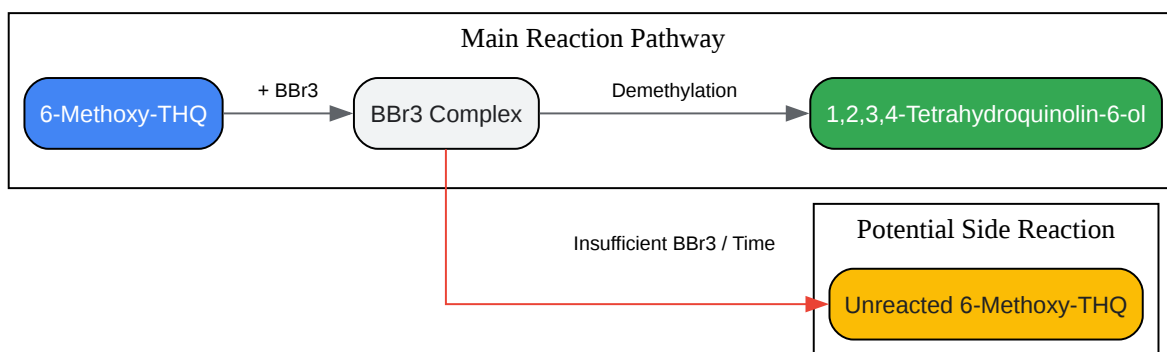 Main Reaction Pathway
6-Methoxy-THQ
+ BBr3
BBr3 Complex
Demethylation
1,2,3,4-Tetrahydroquinolin-6-ol
Insufficient BBr3 / Time
Potential Side Reaction
Unreacted 6-Methoxy-THQ